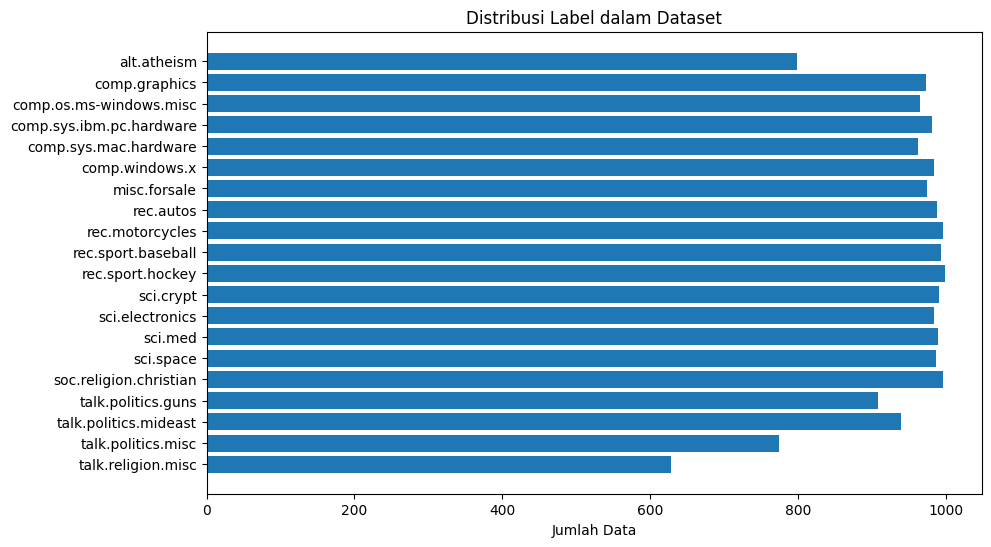 Distribusi Label dalam Dataset
alt.atheism
comp.graphics
comp.os.ms-windows.misc
comp.sys.ibm.pc.hardware
comp.sys.mac.hardware
comp.windows.x
misc.forsale
rec.autos
rec.motorcycles
rec.sport.baseball
rec.sport.hockey
sci.crypt
sci.electronics
sci.med
sci.space
soc.religion.christian
talk.politics.guns
talk.politics.mideast
talk.politics.misc
talk.religion.misc
0 200 400 600 800 1000
Jumlah Data